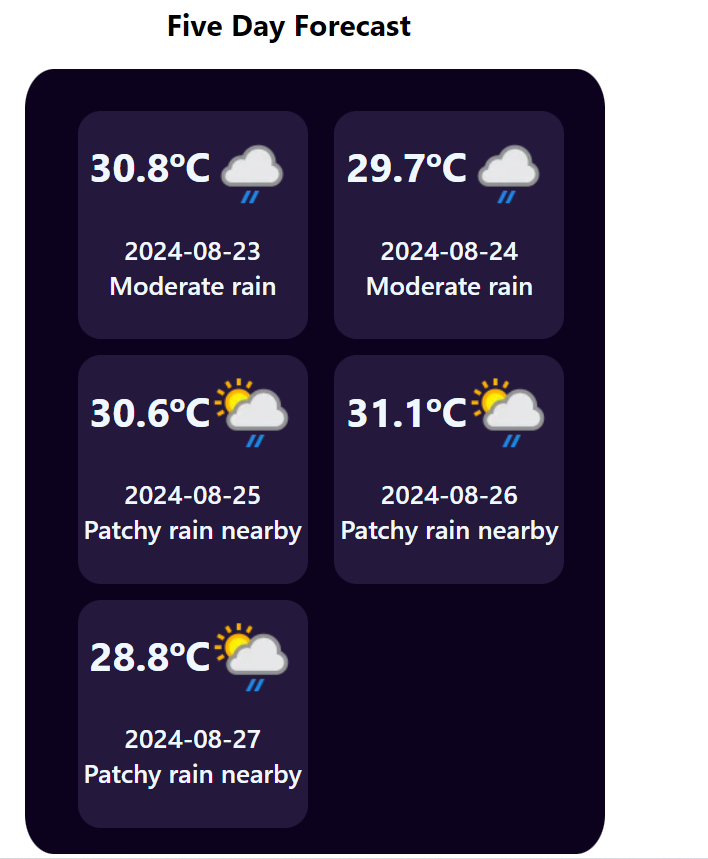 Five Day Forecast
30.8ºC
2024-08-23
Moderate rain
29.7ºC
2024-08-24
Moderate rain
30.6ºC
2024-08-25
Patchy rain nearby
31.1ºC
2024-08-26
Patchy rain nearby
28.8ºC
2024-08-27
Patchy rain nearby